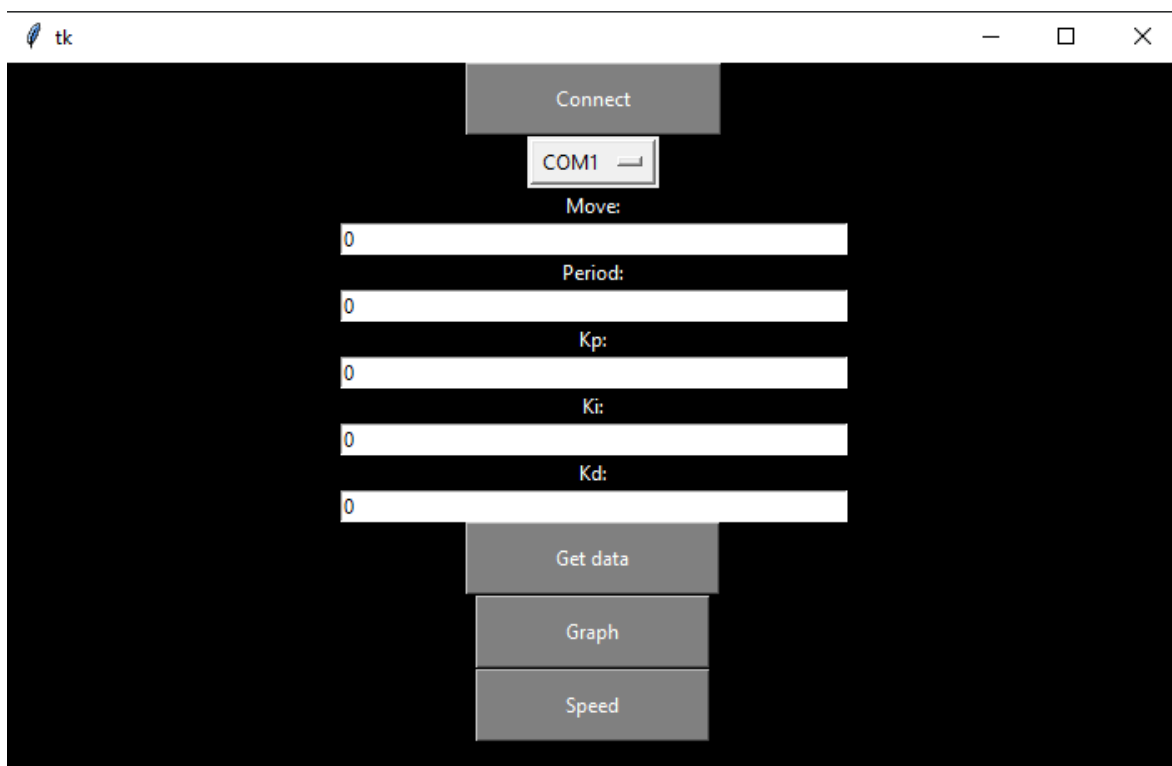 tk
Connect
COM1
Move:
0
Period:
0
Kp:
0
Ki:
0
Kd:
0
Get data
Graph
Speed